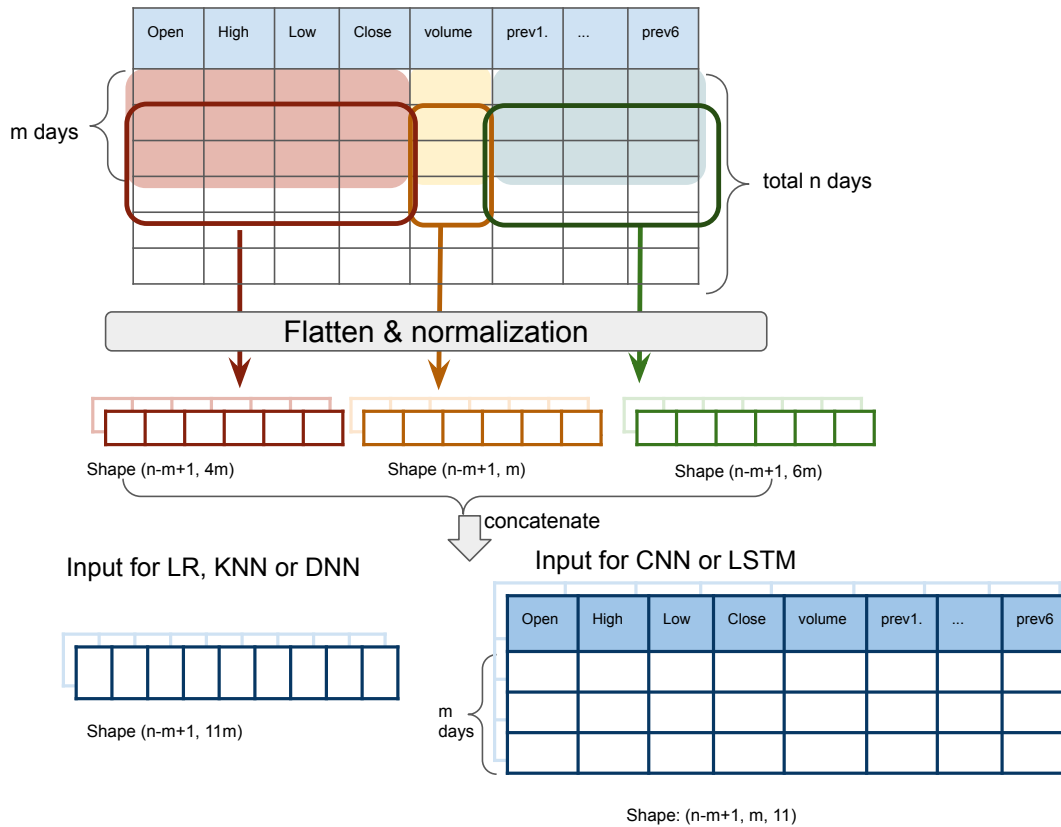 Open High Low Close volume prev1. ... prev6
m days
total n days
Flatten & normalization
Shape (n-m+1, 4m)
Shape (n-m+1, m)
Shape (n-m+1, 6m)
concatenate
Input for LR, KNN or DNN
Input for CNN or LSTM
Open High Low Close volume prev1. ... prev6
m
days
Shape (n-m+1, 11m)
Shape: (n-m+1, m, 11)